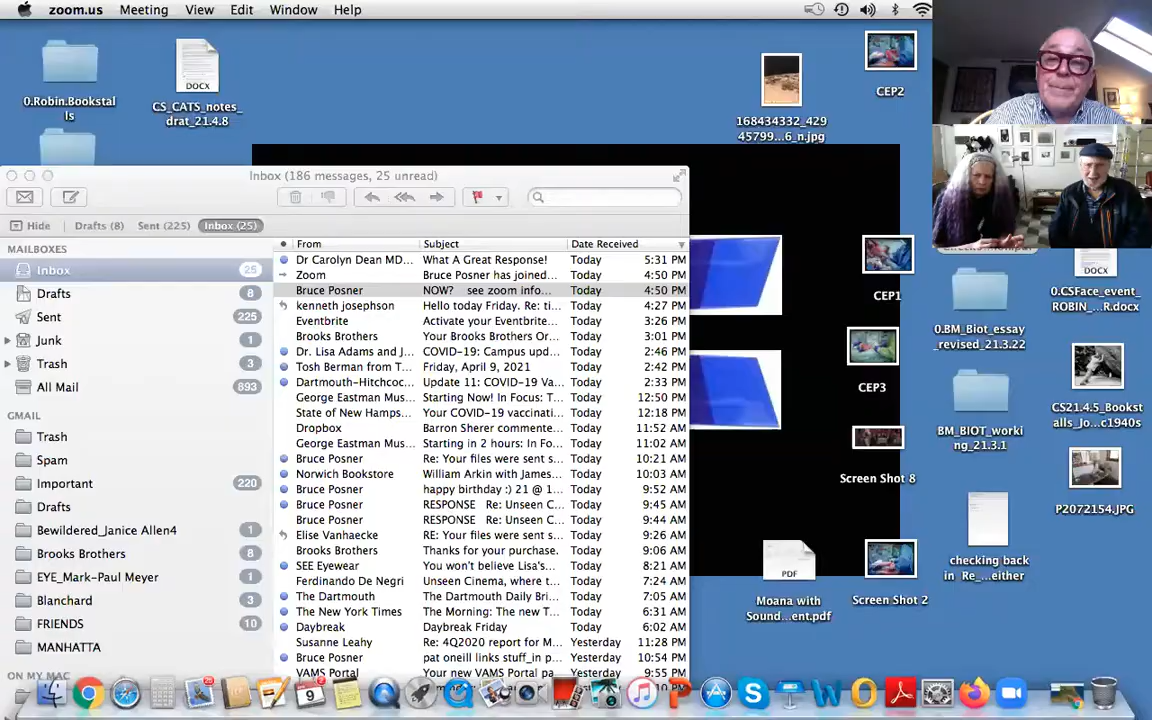 zoom.us Meeting View Edit Window Help
0.Robin.Bookstal
ls
CS_CATS_notes_
drat_21.4.8
168434332_429
45799..._6_n.jpg
CEP2
Inbox (186 messages, 25 unread)
Hide Drafts (8) Sent (225) Inbox (25)
MAILBOXES
Inbox 25
Drafts 8
Sent 225
Junk 1
Trash 3
All Mail 893
GMAIL
Trash
Spam
Important 220
Drafts
Bewildered_Janice Allen4 1
Brooks Brothers 8
EYE_Mark-Paul Meyer 1
Blanchard 3
FRIENDS 10
MANHATTA
ON MY MAC
From Subject Date Received
Dr Carolyn Dean MD... What A Great Response! Today 5:31 PM
Zoom Bruce Posner has joined... Today 4:50 PM
Bruce Posner NOW? see zoom info... Today 4:50 PM
kenneth josephson Hello today Friday. Re: ti... Today 4:27 PM
Eventbrite Activate your Eventbrite... Today 3:26 PM
Brooks Brothers Your Brooks Brothers Or... Today 3:01 PM
Dr. Lisa Adams and J... COVID-19: Campus upd... Today 2:46 PM
Tosh Berman from T... Friday, April 9, 2021 Today 2:42 PM
Dartmouth-Hitchcoc... Update 11: COVID-19 Va... Today 2:33 PM
George Eastman Mus... Starting Now! In Focus: T... Today 12:50 PM
State of New Hamps... Your COVID-19 vaccinati... Today 12:18 PM
Dropbox Barron Sherer commente... Today 11:52 AM
George Eastman Mus... Starting in 2 hours: In Fo... Today 11:02 AM
Bruce Posner Re: Your files were sent s... Today 10:21 AM
Norwich Bookstore William Arkin with James... Today 10:03 AM
Bruce Posner happy birthday :) 21 @ 1... Today 9:52 AM
Bruce Posner RESPONSE Re: Unseen C... Today 9:45 AM
Bruce Posner RESPONSE Re: Unseen C... Today 9:44 AM
Elise Vanhaecke RE: Your files were sent s... Today 9:26 AM
Brooks Brothers Thanks for your purchase. Today 9:06 AM
SEE Eyewear You won't believe Lisa's... Today 8:21 AM
Ferdinando De Negri Unseen Cinema, where t... Today 7:24 AM
The Dartmouth The Dartmouth Daily Bri... Today 7:05 AM
The New York Times The Morning: The new T... Today 6:31 AM
Daybreak Daybreak Friday Today 6:02 AM
Susanne Leahy Re: 4Q2020 report for M... Yesterday 11:28 PM
Bruce Posner pat oneill links stuff_in p... Yesterday 10:54 PM
VAMS Portal Your new VAMS Portal pa... Yesterday 9:55 PM
CEP1
CEP3
Screen Shot 8
Screen Shot 2
PDF
Moana with
Sound...ent.pdf
0.BM_Biot_essay
_revised_21.3.22
BM_BIOT_worki
ng_21.3.1
checking back
in Re_...either
DOCX
0.CSFace_event_
ROBIN_...R.docx
CS21.4.5_Bookst
alls_Jo...c1940s
P2072154.JPG